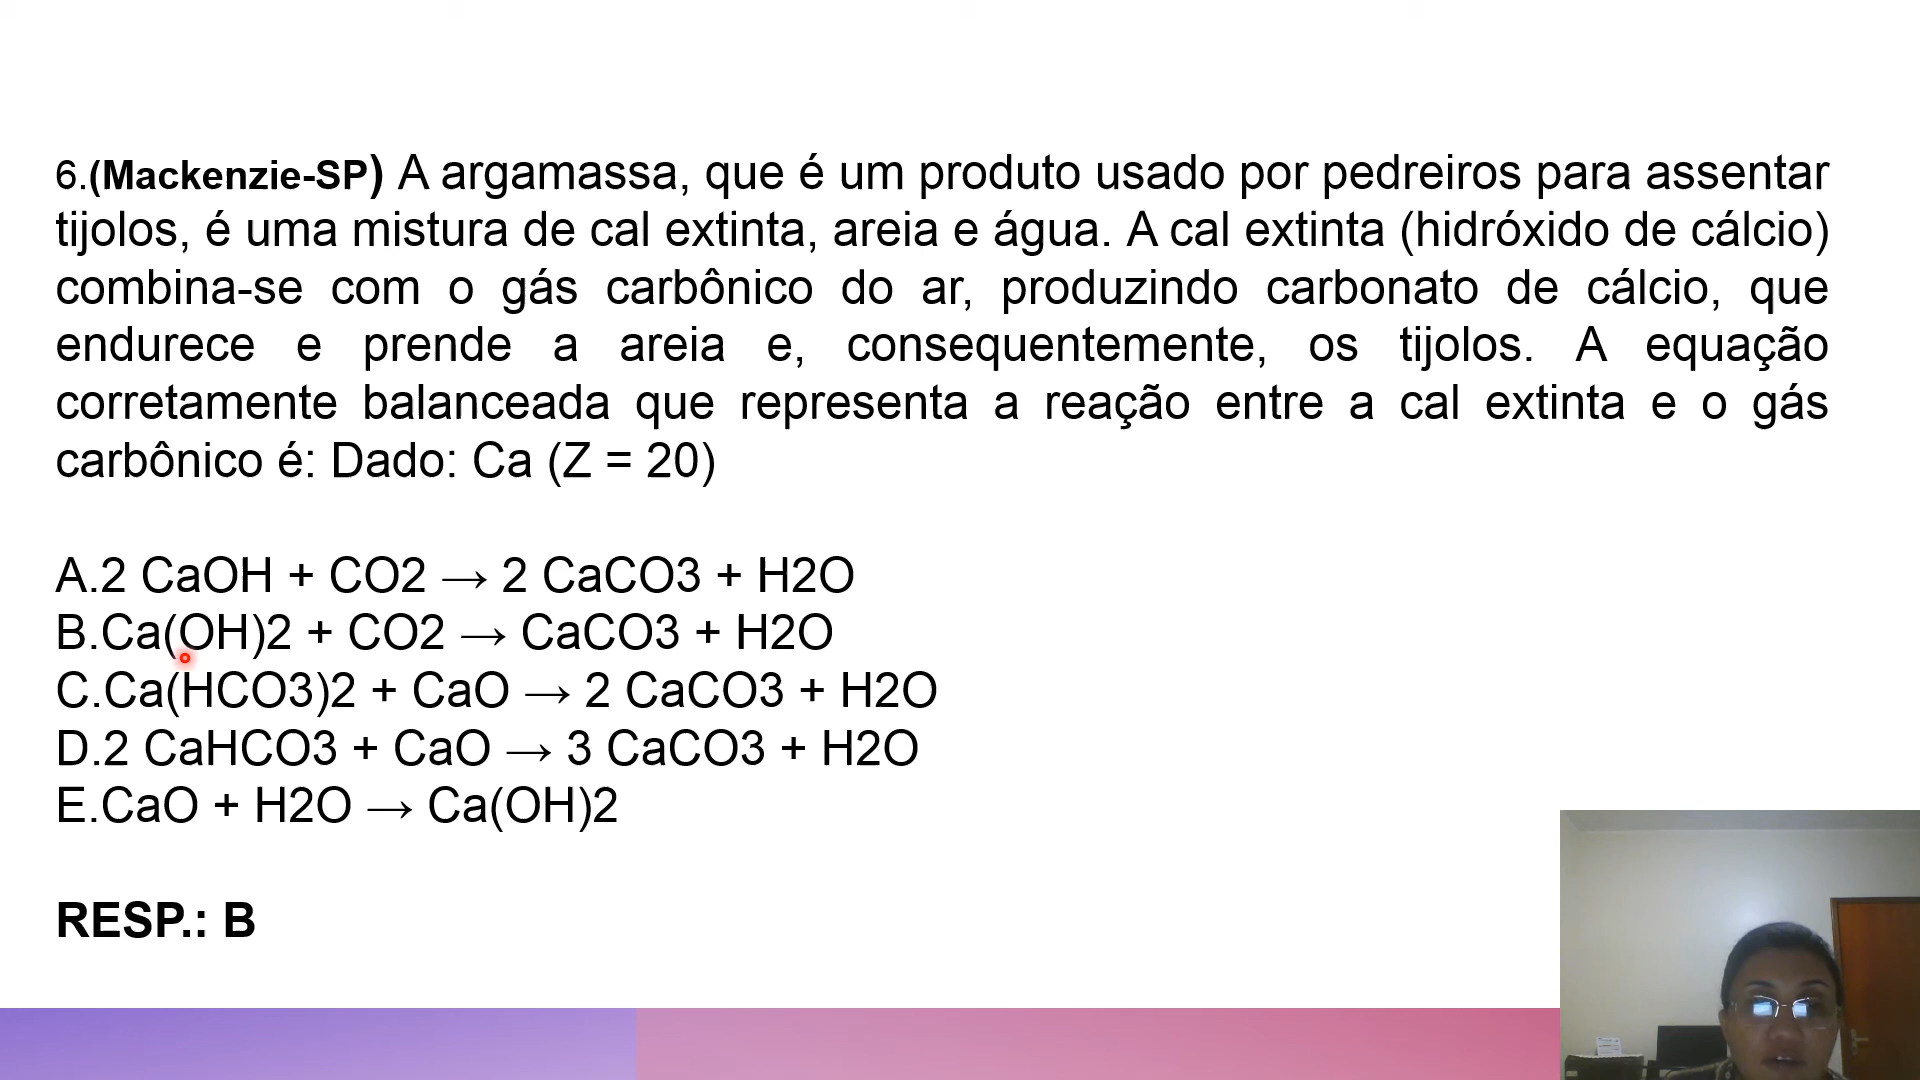 6.(Mackenzie-SP) A argamassa, que é um produto usado por pedreiros para assentar
tijolos, é uma mistura de cal extinta, areia e água. A cal extinta (hidróxido de cálcio)
combina-se com o gás carbônico do ar, produzindo carbonato de cálcio, que
endurece e prende a areia e, consequentemente, os tijolos. A equação
corretamente balanceada que representa a reação entre a cal extinta e o gás
carbônico é: Dado: Ca (Z = 20)
A.2 CaOH + CO2 → 2 CaCO3 + H2O
B.Ca(OH)2 + CO2 → CaCO3 + H2O
C.Ca(HCO3)2 + CaO → 2 CaCO3 + H2O
D.2 CaHCO3 + CaO → 3 CaCO3 + H2O
E.CaO + H2O → Ca(OH)2
RESP.: B